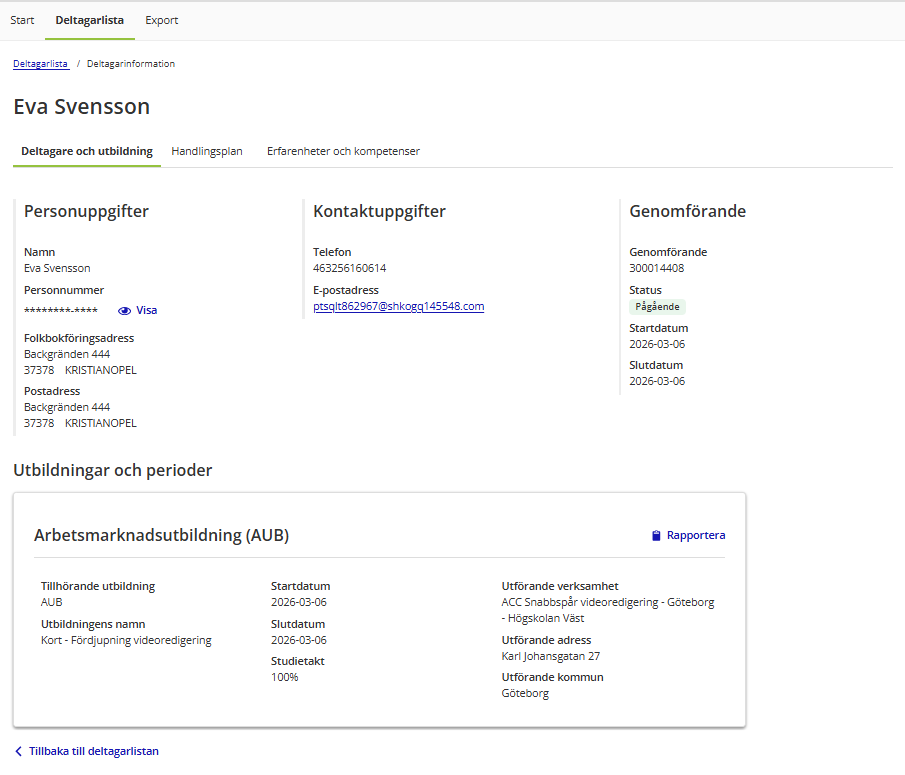 Start Deltagarlista Export
Deltagarlista / Deltagarinformation
Eva Svensson
Deltagare och utbildning Handlingsplan Erfarenheter och kompetenser
Personuppgifter
Namn
Eva Svensson
Personnummer
********-**** Visa
Folkbokföringsadress
Backgränden 444
37378 KRISTIANOPEL
Postadress
Backgränden 444
37378 KRISTIANOPEL
Kontaktuppgifter
Telefon
463256160614
E-postadress
ptsqlt862967@shkogq145548.com
Genomförande
Genomförande
300014408
Status
Pågående
Startdatum
2026-03-06
Slutdatum
2026-03-06
Utbildningar och perioder
Arbetsmarknadsutbildning (AUB)
Rapportera
Tillhörande utbildning
AUB
Utbildningens namn
Kort - Fördjupning videoredigering
Startdatum
2026-03-06
Slutdatum
2026-03-06
Studietakt
100%
Utförande verksamhet
ACC Snabbspår videoredigering - Göteborg
- Högskolan Väst
Utförande adress
Karl Johansgatan 27
Utförande kommun
Göteborg
Tillbaka till deltagarlistan